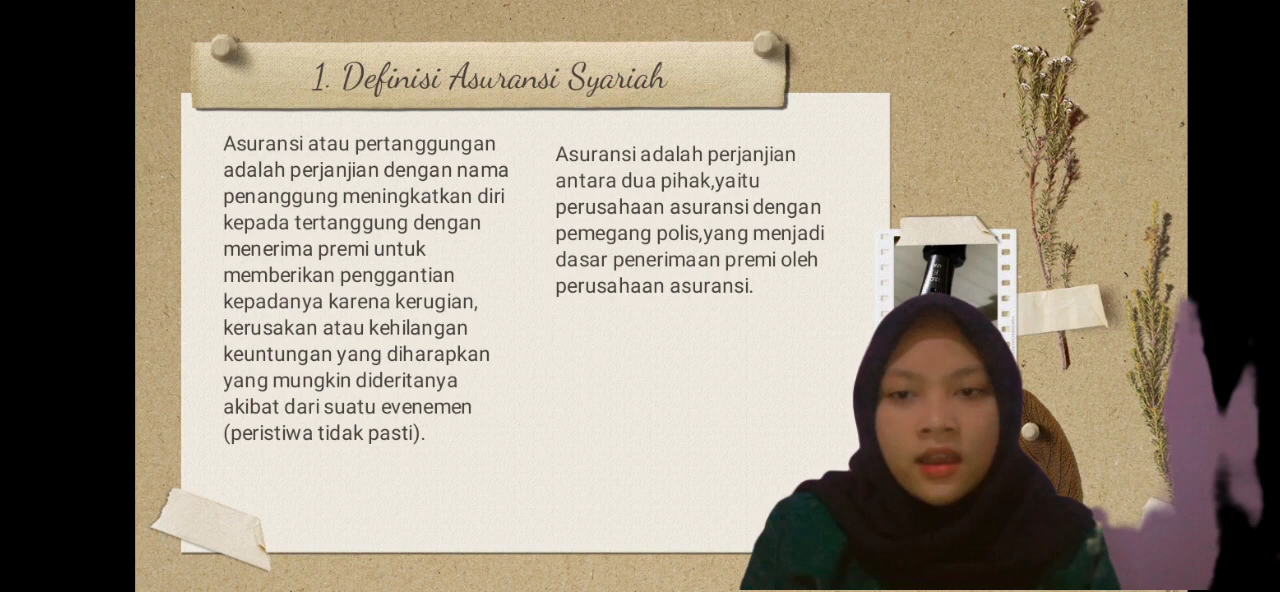 1. Definisi Asuransi Syariah
Asuransi atau pertanggungan
adalah perjanjian dengan nama
penanggung meningkatkan diri
kepada tertanggung dengan
menerima premi untuk
memberikan penggantian
kepadanya karena kerugian,
kerusakan atau kehilangan
keuntungan yang diharapkan
yang mungkin dideritanya
akibat dari suatu evenemen
(peristiwa tidak pasti).
Asuransi adalah perjanjian
antara dua pihak,yaitu
perusahaan asuransi dengan
pemegang polis,yang menjadi
dasar penerimaan premi oleh
perusahaan asuransi.